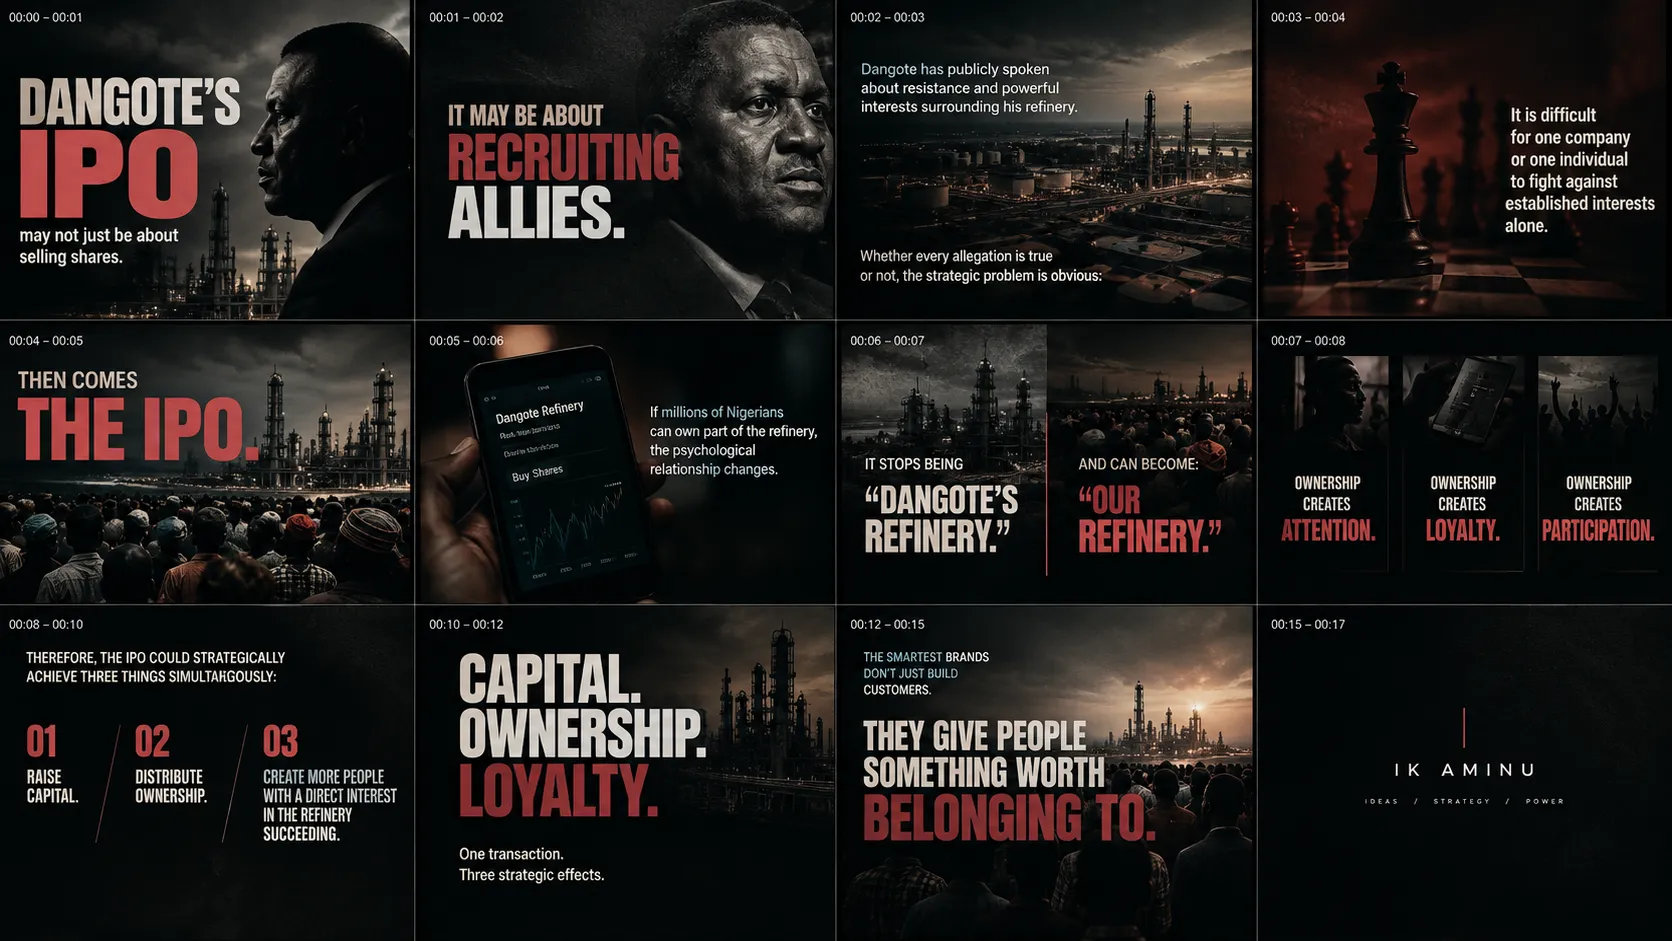 00:00 – 00:01
DANGOTE'S
IPO
may not just be about
selling shares.
00:01 – 00:02
IT MAY BE ABOUT
RECRUITING
ALLIES.
00:02 – 00:03
Dangote has publicly spoken
about resistance and powerful
interests surrounding his refinery.
Whether every allegation is true
or not, the strategic problem is obvious:
00:03 – 00:04
It is difficult
for one company
or one individual
to fight against
established interests
alone.
00:04 – 00:05
THEN COMES
THE IPO.
00:05 – 00:06
Dangote Refinery
Buy Shares
If millions of Nigerians
can own part of the refinery,
the psychological
relationship changes.
00:06 – 00:07
IT STOPS BEING
“DANGOTE'S
REFINERY.”
AND CAN BECOME:
“OUR
REFINERY.”
00:07 – 00:08
OWNERSHIP
CREATES
ATTENTION.
OWNERSHIP
CREATES
LOYALTY.
OWNERSHIP
CREATES
PARTICIPATION.
00:08 – 00:10
THEREFORE, THE IPO COULD STRATEGICALLY
ACHIEVE THREE THINGS
01
RAISE
CAPITAL.
02
DISTRIBUTE
OWNERSHIP.
03
CREATE MORE PEOPLE
WITH A DIRECT INTEREST
IN THE REFINERY
SUCCEEDING.
00:10 – 00:12
CAPITAL.
OWNERSHIP.
LOYALTY.
One transaction.
Three strategic effects.
00:12 – 00:15
THE SMARTEST BRANDS
DON'T JUST BUILD
CUSTOMERS.
THEY GIVE PEOPLE
SOMETHING WORTH
BELONGING TO.
00:15 – 00:17
IK AMINU
IDEAS / STRATEGY / POWER